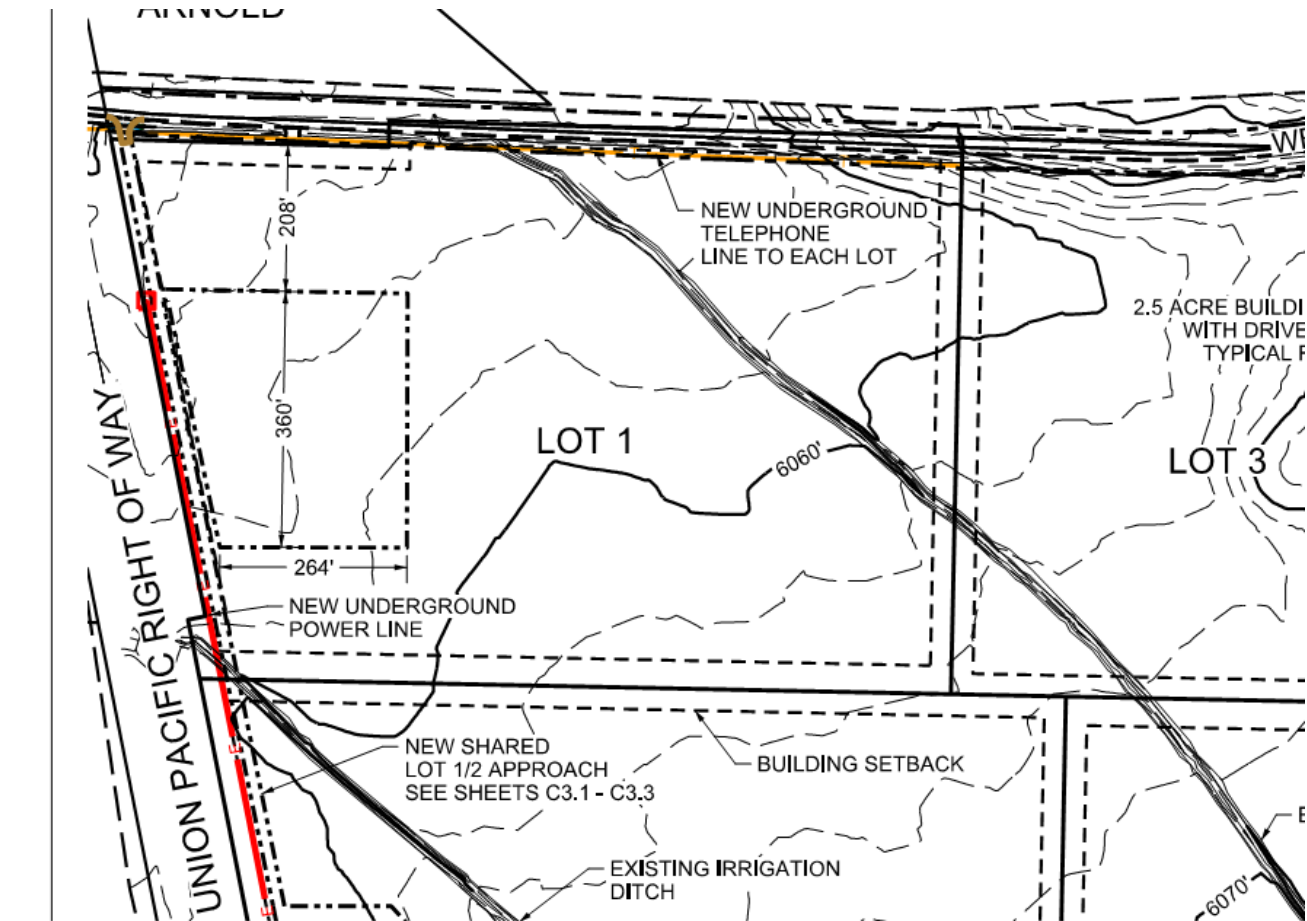 ARNOLD
208'
NEW UNDERGROUND
TELEPHONE
LINE TO EACH LOT
2.5 ACRE BUILDI
WITH DRIVE
TYPICAL
360'
LOT 1
6060'
LOT 3
264'
NEW UNDERGROUND
POWER LINE
UNION PACIFIC RIGHT OF WAY
NEW SHARED
LOT 1/2 APPROACH
SEE SHEETS C3.1 - C3.3
BUILDING SETBACK
E
E
EXISTING IRRIGATION
DITCH
6070'